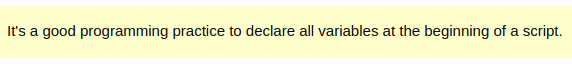 It's a good programming practice to declare all variables at the beginning of a script.